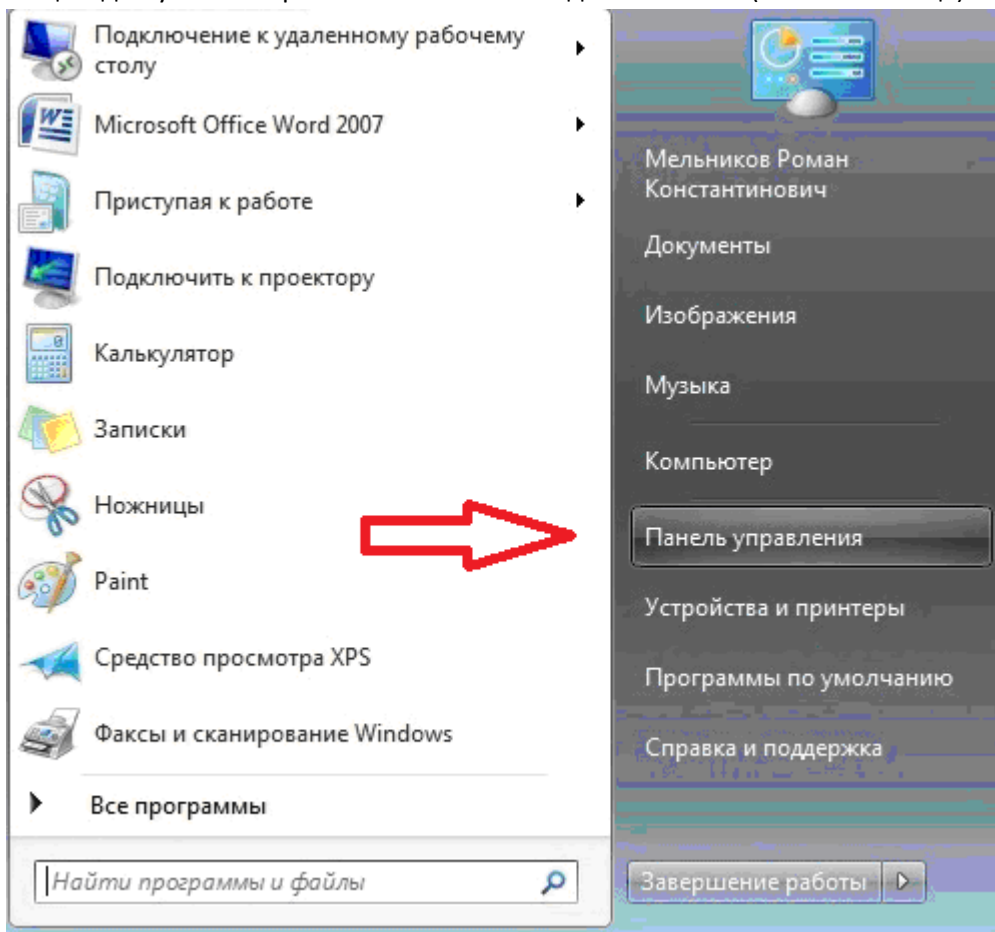 Подключение к удаленному рабочему
столу
Microsoft Office Word 2007
Приступая к работе
Подключить к проектору
Калькулятор
Записки
Ножницы
Paint
Средство просмотра XPS
Факсы и сканирование Windows
Все программы
Найти программы и файлы
Мельников Роман
Константинович
Документы
Изображения
Музыка
Компьютер
Панель управления
Устройства и принтеры
Программы по умолчанию
Справка и поддержка
Завершение работы